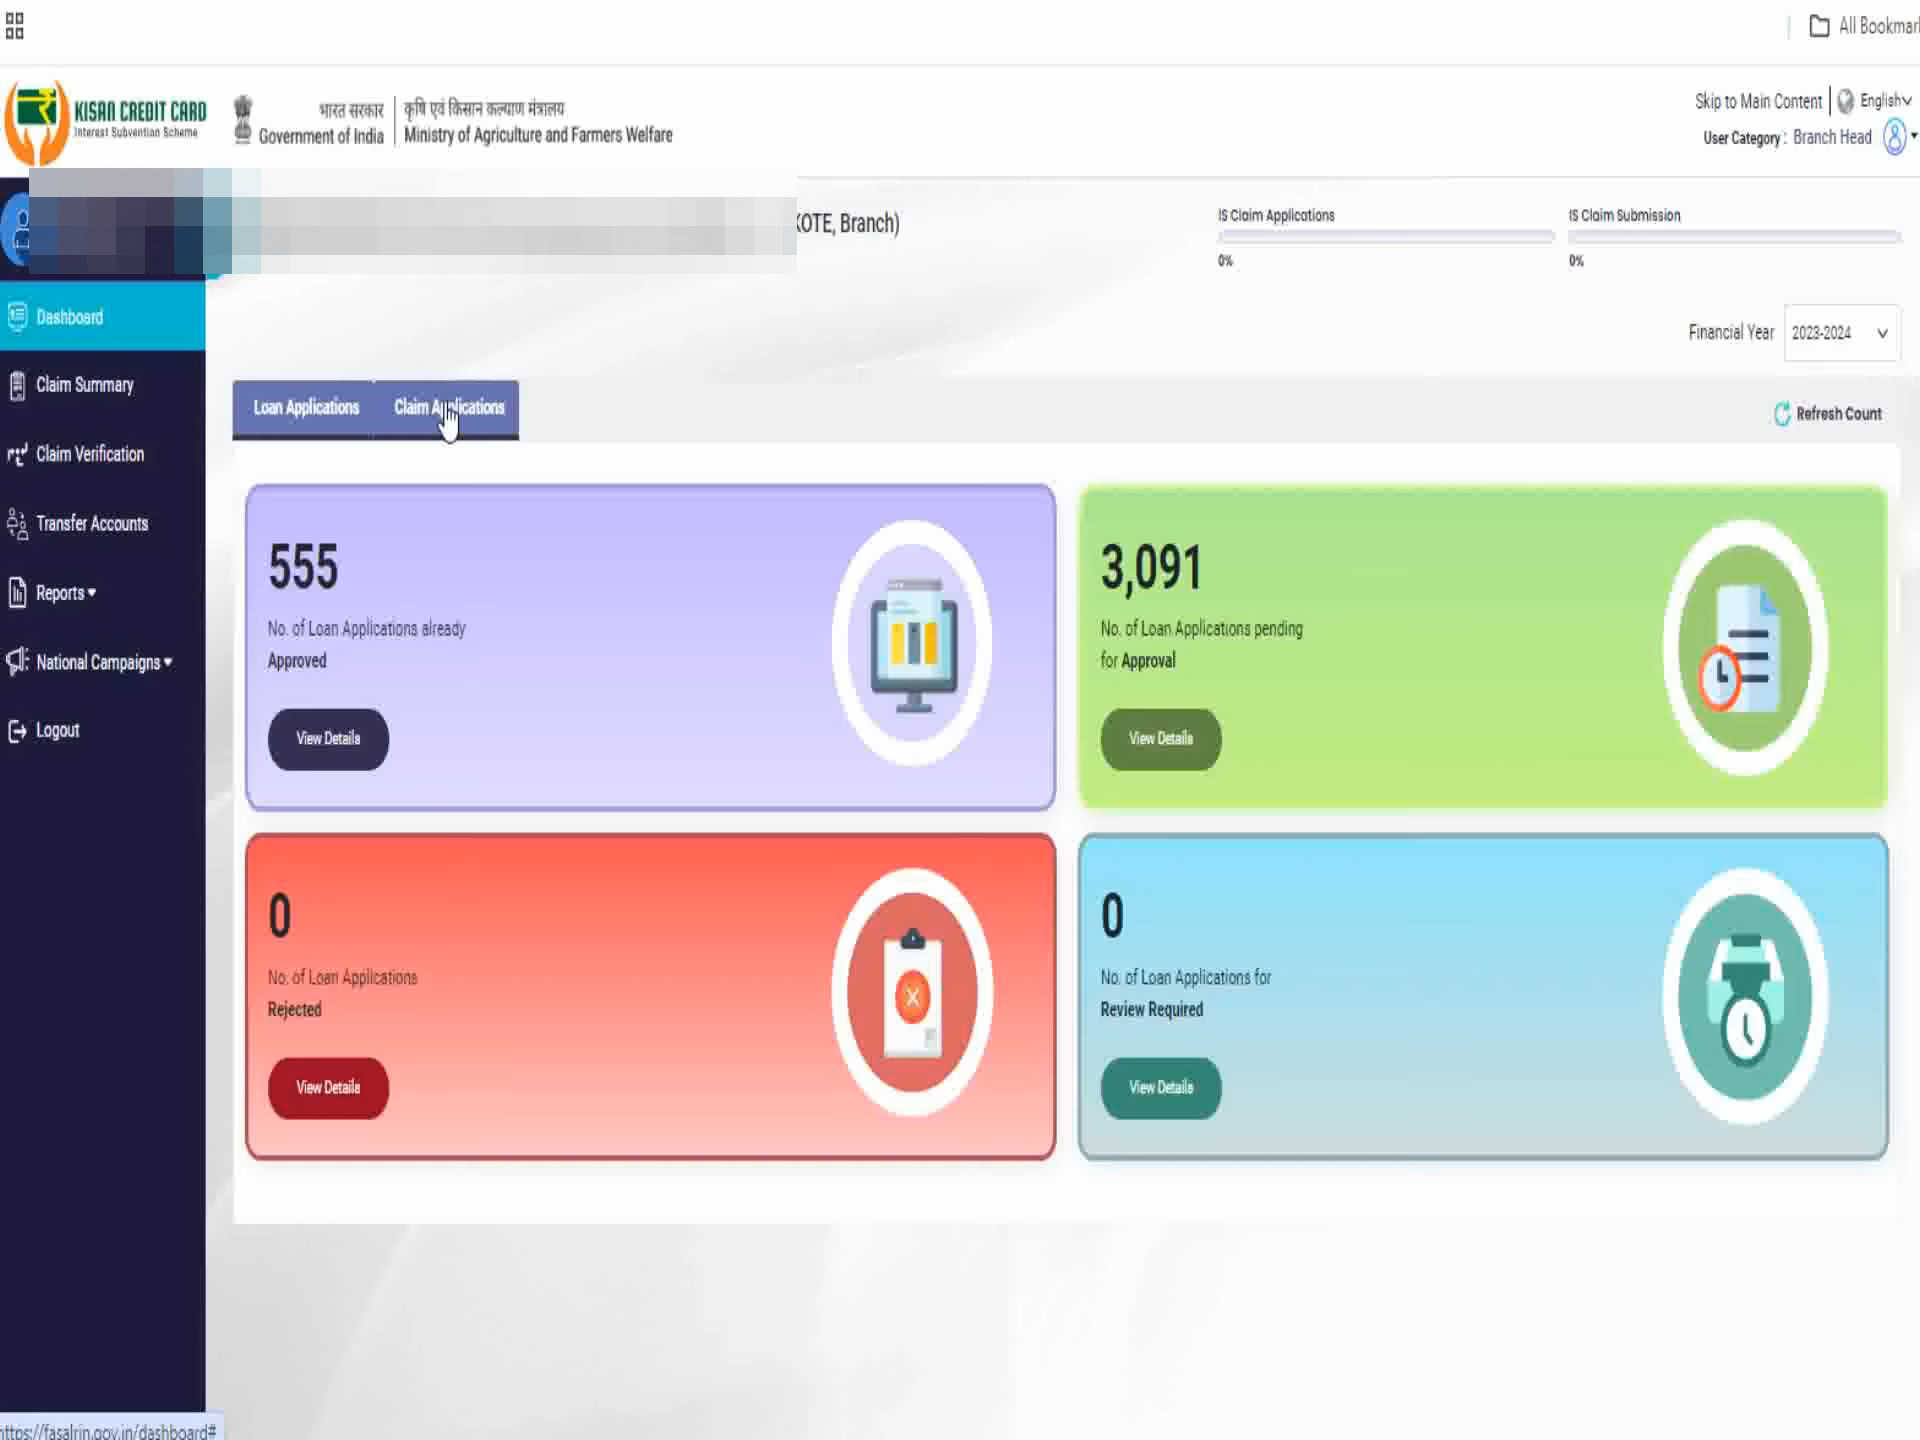 All Bookmar
KISAN CREDIT CARD
Interest Subvention Scheme
भारत सरकार
Government of India
कृषि एवं किसान कल्याण मंत्रालय
Ministry of Agriculture and Farmers Welfare
Skip to Main Content
English
User Category : Branch Head
KOTE, Branch)
IS Claim Applications
0%
IS Claim Submission
0%
Dashboard
Claim Summary
Claim Verification
Transfer Accounts
Reports
National Campaigns
Logout
Financial Year
2023-2024
Loan Applications
Claim Applications
Refresh Count
555
No. of Loan Applications already
Approved
View Details
3,091
No. of Loan Applications pending
for Approval
View Details
0
No. of Loan Applications
Rejected
View Details
0
No. of Loan Applications for
Review Required
View Details
https://fasalrin.gov.in/dashboard#